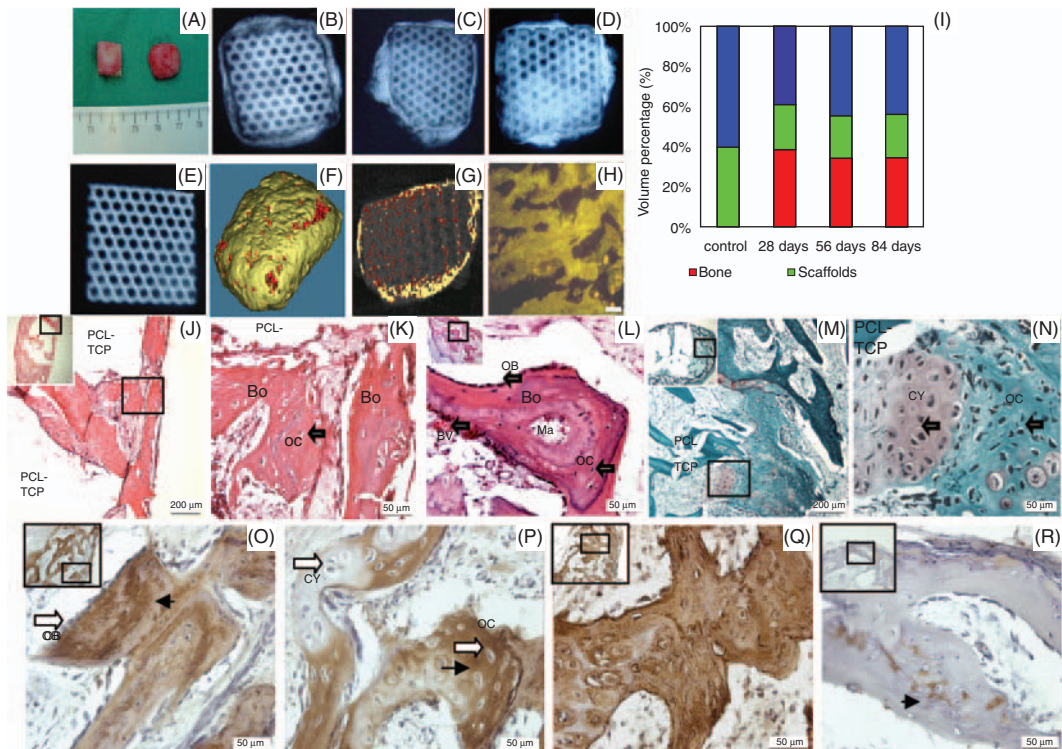 (A)
(B)
(C)
(D)
(I)
100%
80%
60%
40%
20%
0%
Volume percentage (%)
control 28 days 56 days 84 days
Bone
Scaffolds
(E)
(F)
(G)
(H)
(J)
PCL-
TCP
PCL-
TCP
200 μm
(K)
PCL-
Bo
Bo
OC
50 μm
(L)
OB
Bo
BV
Ma
OC
50 μm
(M)
PCL
TCP
200 μm
(N)
PCL-
TCP
CY
OC
50 μm
(O)
OB
50 μm
(P)
CY
OC
50 μm
(Q)
50 μm
(R)
50 μm